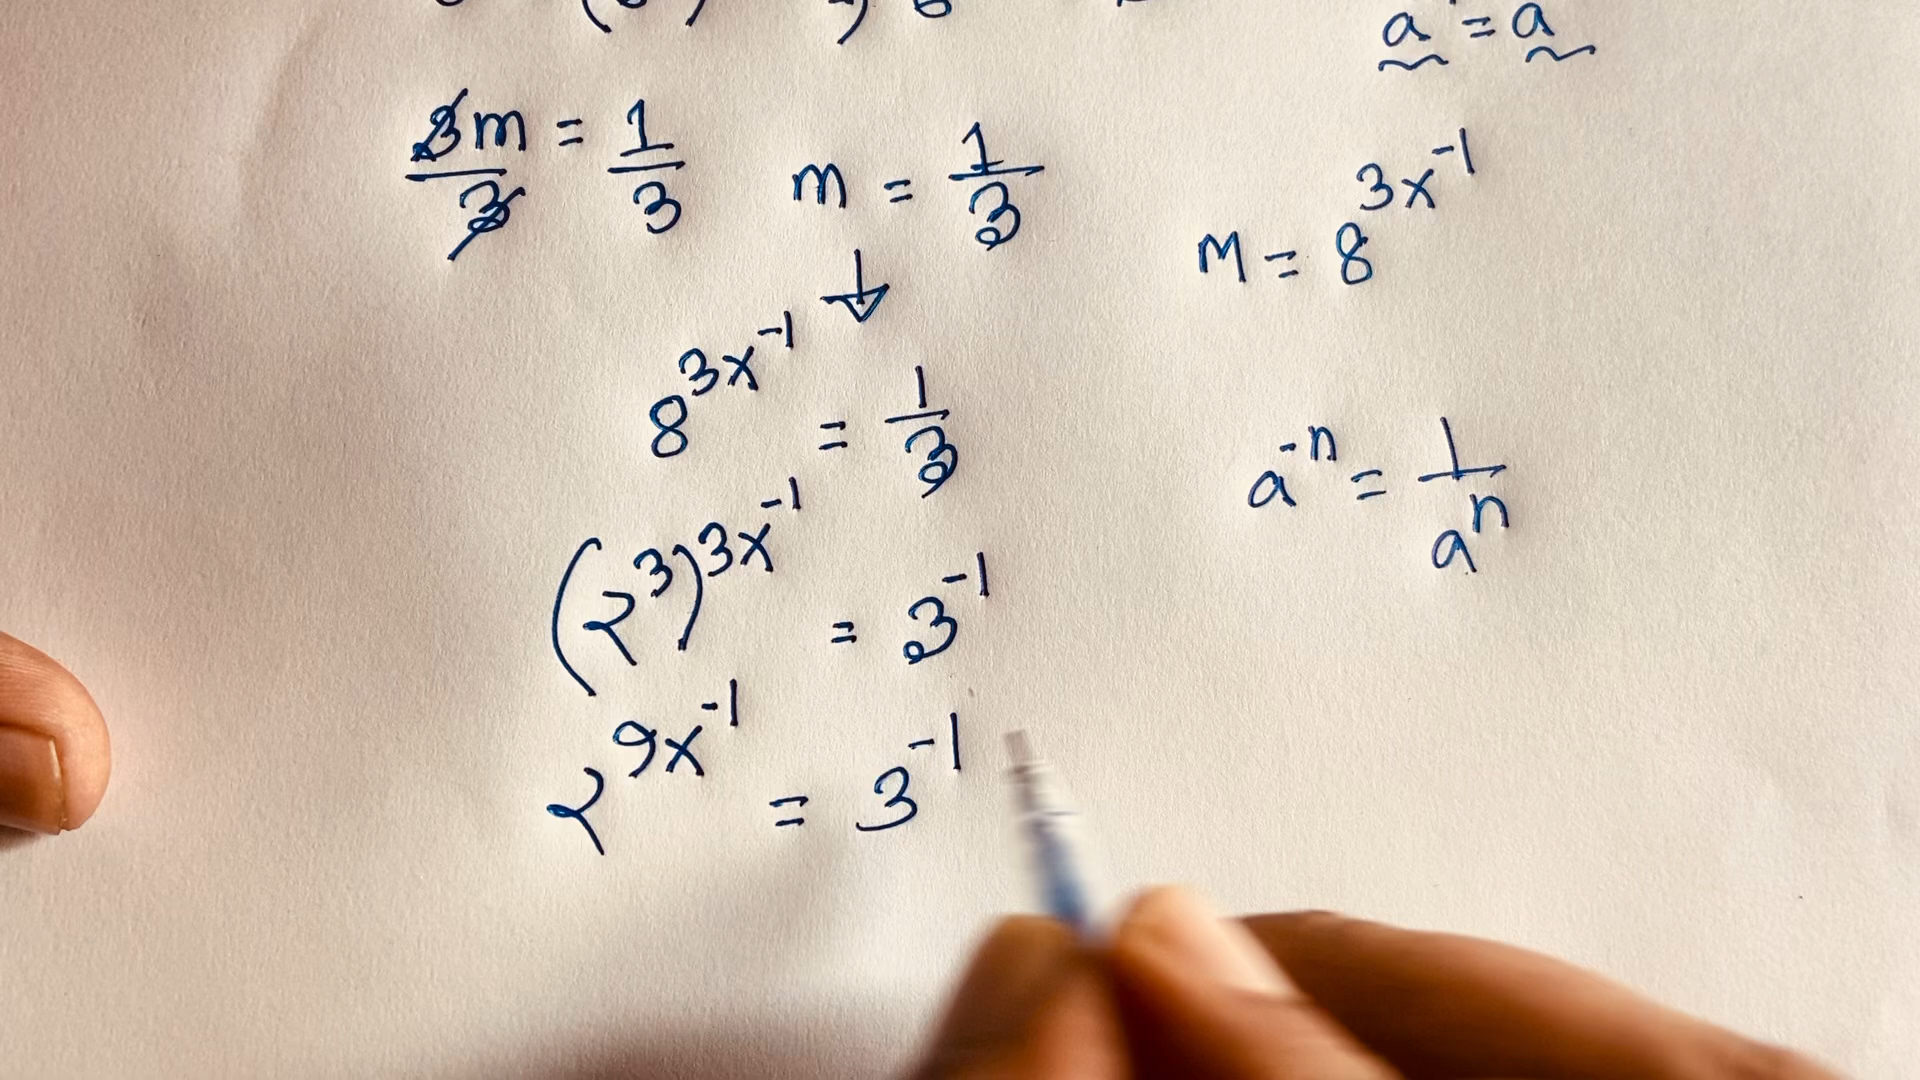 a = a
3m/3 = 1/3 m = 1/3
M = 8^3x^-1
↓
8^3x^-1 = 1/3
a^-n = 1/a^n
(2^3)^3x^-1 = 3^-1
2^9x^-1 = 3^-1